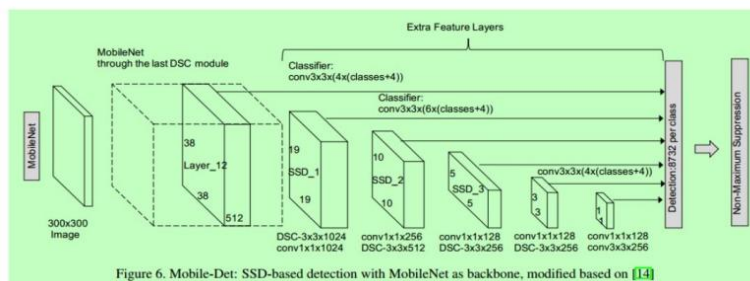 Extra Feature Layers
MobileNet
through the last DSC module
Classifier:
conv3x3x(4x(classes+4))
Classifier:
conv3x3x(6x(classes+4))
MobileNet
38
Layer_12
38
512
19
SSD_1
19
10
SSD_2
10
5
SSD_3
5
conv3x3x(4x(classes+4))
3
3
1
Detection:8732 per class
Non-Maximum Suppression
300x300
Image
DSC-3x3x1024
conv1x1x1024
conv1x1x256
DSC-3x3x512
conv1x1x128
DSC-3x3x256
conv1x1x128
DSC-3x3x256
conv1x1x128
conv3x3x256
Figure 6. Mobile-Det: SSD-based detection with MobileNet as backbone, modified based on [14]